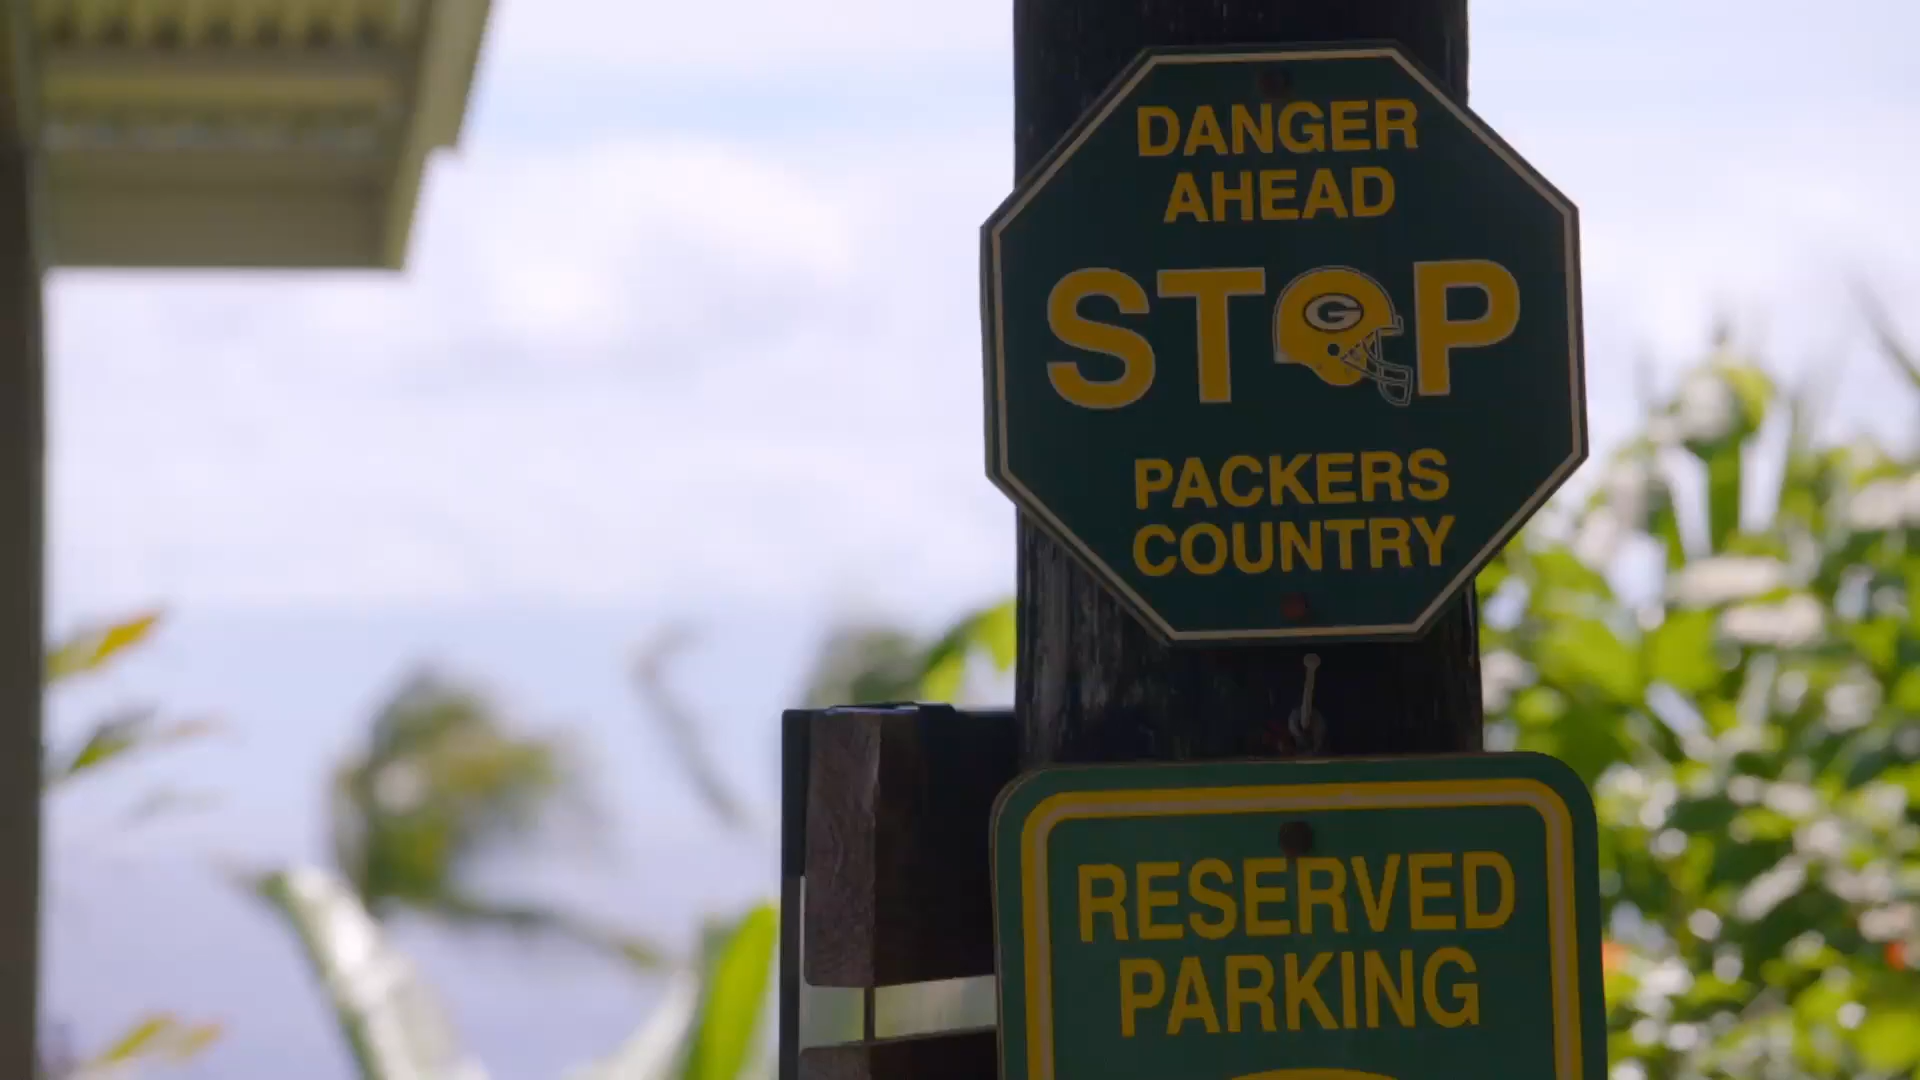 DANGER
AHEAD
STOP
PACKERS
COUNTRY
RESERVED
PARKING